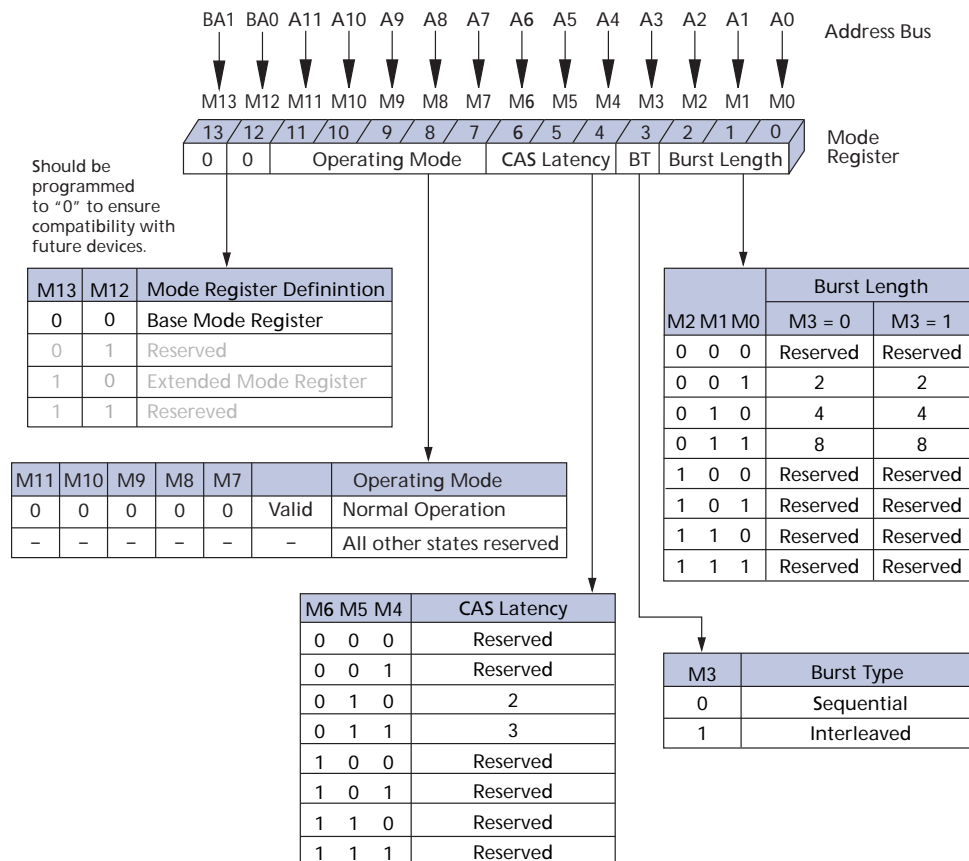 BA1 BA0 A11 A10 A9 A8 A7 A6 A5 A4 A3 A2 A1 A0
Address Bus
M13 M12 M11 M10 M9 M8 M7 M6 M5 M4 M3 M2 M1 M0
13 12 11 10 9 8 7 6 5 4 3 2 1 0
Mode
Register
0 0 Operating Mode CAS Latency BT Burst Length
Should be
programmed
to "0" to ensure
compatibility with
future devices.
M13 M12 Mode Register Definintion
0 0 Base Mode Register
0 1 Reserved
1 0 Extended Mode Register
1 1 Resereved
Burst Length
M2 M1 M0 M3 = 0 M3 = 1
0 0 0 Reserved Reserved
0 0 1 2 2
0 1 0 4 4
0 1 1 8 8
1 0 0 Reserved Reserved
1 0 1 Reserved Reserved
1 1 0 Reserved Reserved
1 1 1 Reserved Reserved
M11 M10 M9 M8 M7 Operating Mode
0 0 0 0 0 Valid Normal Operation
– – – – – – All other states reserved
M6 M5 M4 CAS Latency
0 0 0 Reserved
0 0 1 Reserved
0 1 0 2
0 1 1 3
1 0 0 Reserved
1 0 1 Reserved
1 1 0 Reserved
1 1 1 Reserved
M3 Burst Type
0 Sequential
1 Interleaved